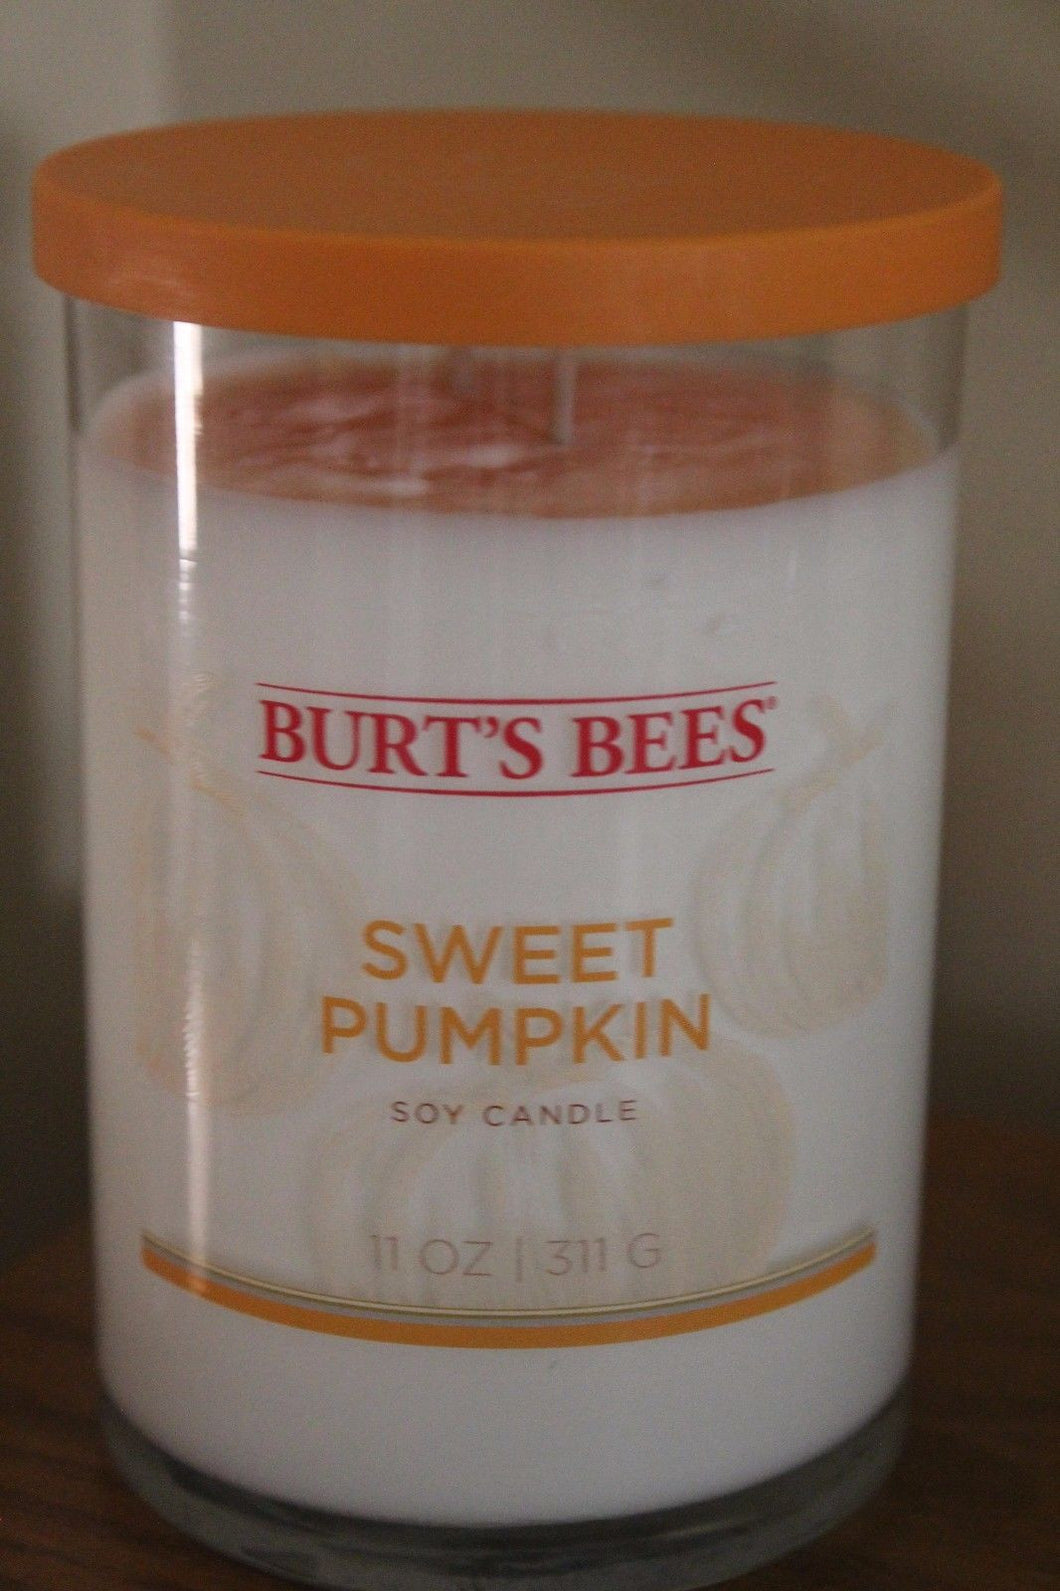 BURT'S BEES®
SWEET
PUMPKIN
SOY CANDLE
11 OZ | 311 G